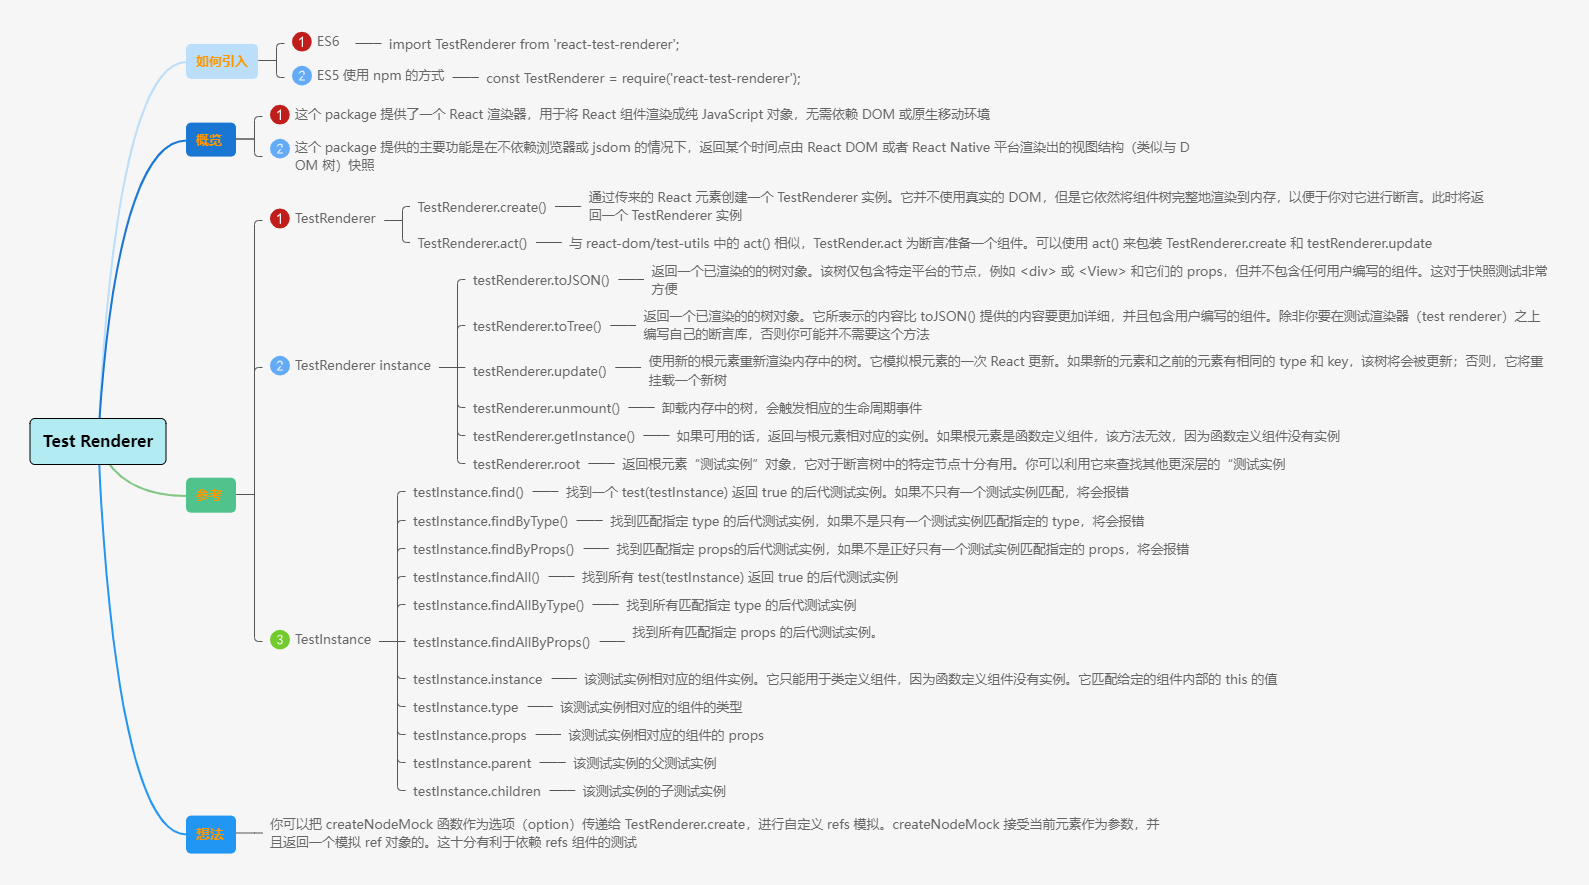 Test Renderer
如何引入
1 ES6
import TestRenderer from 'react-test-renderer';
2 ES5 使用 npm 的方式
const TestRenderer = require('react-test-renderer');
概览
1 这个 package 提供了一个 React 渲染器，用于将 React 组件渲染成纯 JavaScript 对象，无需依赖 DOM 或原生移动环境
2 这个 package 提供的主要功能是在不依赖浏览器或 jsdom 的情况下，返回某个时间点由 React DOM 或者 React Native 平台渲染出的视图结构（类似与 D
OM 树）快照
参考
1 TestRenderer
TestRenderer.create()
通过传来的 React 元素创建一个 TestRenderer 实例。它并不使用真实的 DOM，但是它依然将组件树完整地渲染到内存，以便于你对它进行断言。此时将返
回一个 TestRenderer 实例
TestRenderer.act()
与 react-dom/test-utils 中的 act() 相似，TestRender.act 为断言准备一个组件。可以使用 act() 来包装 TestRenderer.create 和 testRenderer.update
2 TestRenderer instance
testRenderer.toJSON()
返回一个已渲染的的树对象。该树仅包含特定平台的节点，例如 <div> 或 <View> 和它们的 props，但并不包含任何用户编写的组件。这对于快照测试非常
方便
testRenderer.toTree()
返回一个已渲染的的树对象。它所表示的内容比 toJSON() 提供的内容要更加详细，并且包含用户编写的组件。除非你要在测试渲染器（test renderer）之上
编写自己的断言库，否则你可能并不需要这个方法
testRenderer.update()
使用新的根元素重新渲染内存中的树。它模拟根元素的一次 React 更新。如果新的元素和之前的元素有相同的 type 和 key，该树将会被更新；否则，它将重
挂载一个新树
testRenderer.unmount()
卸载内存中的树，会触发相应的生命周期事件
testRenderer.getInstance()
如果可用的话，返回与根元素相对应的实例。如果根元素是函数定义组件，该方法无效，因为函数定义组件没有实例
testRenderer.root
返回根元素“测试实例”对象，它对于断言树中的特定节点十分有用。你可以利用它来查找其他更深层的“测试实例
3 TestInstance
testInstance.find()
找到一个 test(testInstance) 返回 true 的后代测试实例。如果不只有一个测试实例匹配，将会报错
testInstance.findByType()
找到匹配指定 type 的后代测试实例，如果不是只有一个测试实例匹配指定的 type，将会报错
testInstance.findByProps()
找到匹配指定 props的后代测试实例，如果不是正好只有一个测试实例匹配指定的 props，将会报错
testInstance.findAll()
找到所有 test(testInstance) 返回 true 的后代测试实例
testInstance.findAllByType()
找到所有匹配指定 type 的后代测试实例
testInstance.findAllByProps()
找到所有匹配指定 props 的后代测试实例。
testInstance.instance
该测试实例相对应的组件实例。它只能用于类定义组件，因为函数定义组件没有实例。它匹配给定的组件内部的 this 的值
testInstance.type
该测试实例相对应的组件的类型
testInstance.props
该测试实例相对应的组件的 props
testInstance.parent
该测试实例的父测试实例
testInstance.children
该测试实例的子测试实例
想法
你可以把 createNodeMock 函数作为选项（option）传递给 TestRenderer.create，进行自定义 refs 模拟。createNodeMock 接受当前元素作为参数，并
且返回一个模拟 ref 对象的。这十分有利于依赖 refs 组件的测试